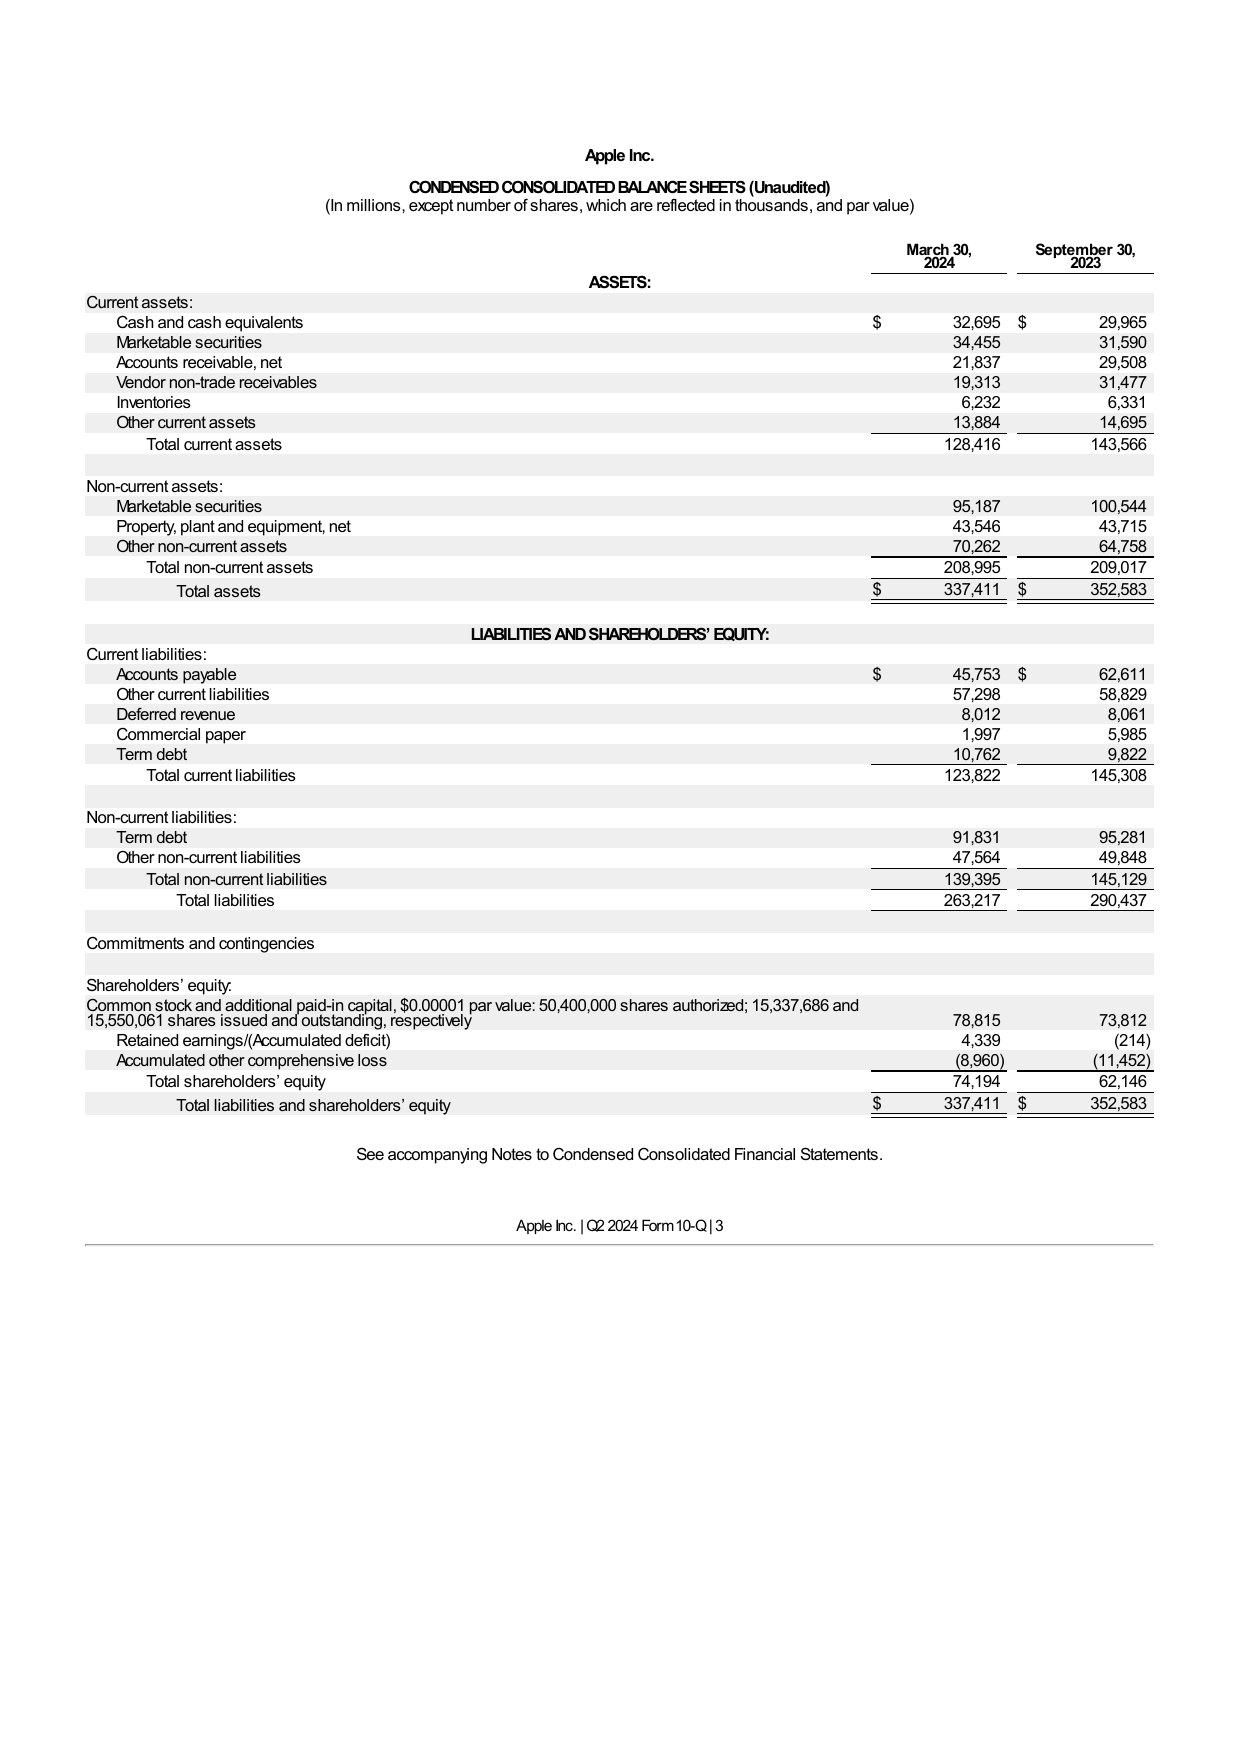 Apple Inc.
CONDENSED CONSOLIDATED BALANCE SHEETS (Unaudited)
(In millions, except number of shares, which are reflected in thousands, and par value)
March 30, September 30,
2024 2023
ASSETS:
Current assets:
Cash and cash equivalents $ 32,695 $ 29,965
Marketable securities 34,455 31,590
Accounts receivable, net 21,837 29,508
Vendor non-trade receivables 19,313 31,477
Inventories 6,232 6,331
Other current assets 13,884 14,695
Total current assets 128,416 143,566
Non-current assets:
Marketable securities 95,187 100,544
Property, plant and equipment, net 43,546 43,715
Other non-current assets 70,262 64,758
Total non-current assets 208,995 209,017
Total assets $ 337,411 $ 352,583
LIABILITIES AND SHAREHOLDERS’ EQUITY:
Current liabilities:
Accounts payable $ 45,753 $ 62,611
Other current liabilities 57,298 58,829
Deferred revenue 8,012 8,061
Commercial paper 1,997 5,985
Term debt 10,762 9,822
Total current liabilities 123,822 145,308
Non-current liabilities:
Term debt 91,831 95,281
Other non-current liabilities 47,564 49,848
Total non-current liabilities 139,395 145,129
Total liabilities 263,217 290,437
Commitments and contingencies
Shareholders’ equity:
Common stock and additional paid-in capital, $0.00001 par value: 50,400,000 shares authorized; 15,337,686 and
15,550,061 shares issued and outstanding, respectively 78,815 73,812
Retained earnings/(Accumulated deficit) 4,339 (214)
Accumulated other comprehensive loss (8,960) (11,452)
Total shareholders’ equity 74,194 62,146
Total liabilities and shareholders’ equity $ 337,411 $ 352,583
See accompanying Notes to Condensed Consolidated Financial Statements.
Apple Inc. | Q2 2024 Form 10-Q | 3